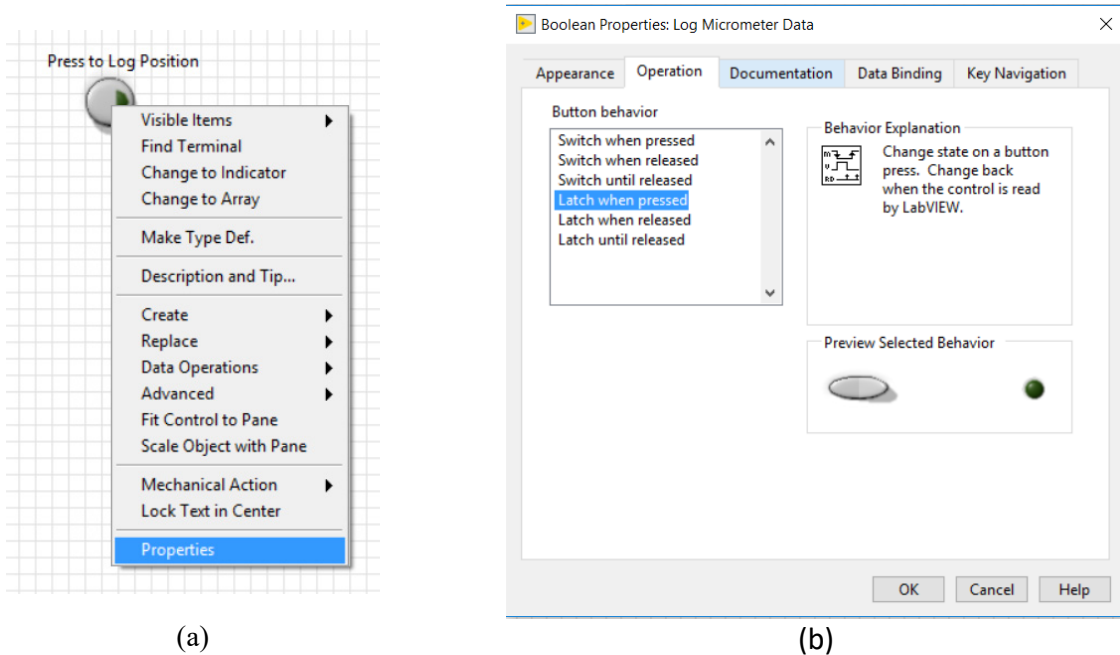 Press to Log Position
Visible Items
Find Terminal
Change to Indicator
Change to Array
Make Type Def.
Description and Tip...
Create
Replace
Data Operations
Advanced
Fit Control to Pane
Scale Object with Pane
Mechanical Action
Lock Text in Center
Properties
(a)
Boolean Properties: Log Micrometer Data
Appearance Operation Documentation Data Binding Key Navigation
Button behavior
Switch when pressed
Switch when released
Switch until released
Latch when pressed
Latch when released
Latch until released
Behavior Explanation
m
v
RD
Change state on a button
press. Change back
when the control is read
by LabVIEW.
Preview Selected Behavior
OK Cancel Help
(b)